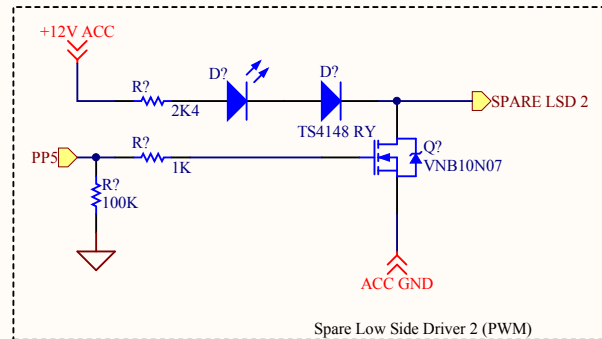 +12V ACC
D?
D?
R?
2K4
SPARE LSD 2
TS4148 RY
PP5
R?
1K
Q?
VNB10N07
R?
100K
ACC GND
Spare Low Side Driver 2 (PWM)